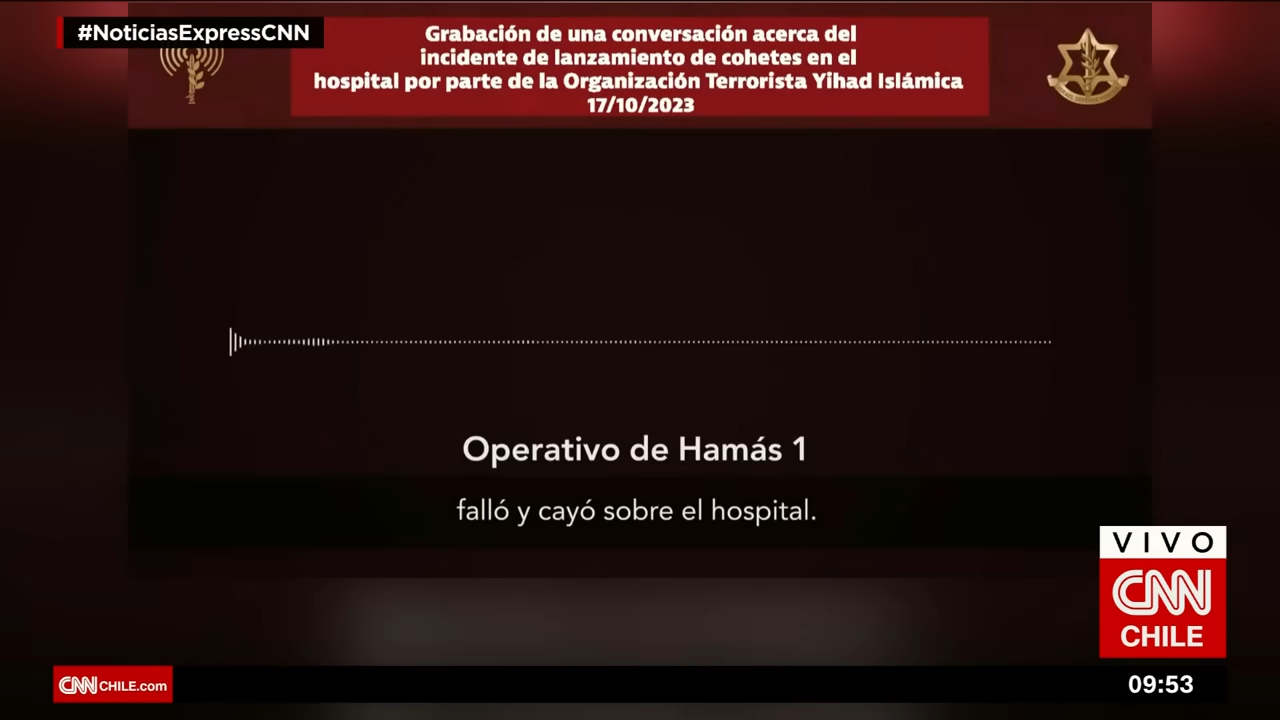 #NoticiasExpressCNN
Grabación de una conversación acerca del
incidente de lanzamiento de cohetes en el
hospital por parte de la Organización Terrorista Yihad Islámica
17/10/2023
Operativo de Hamás 1
falló y cayó sobre el hospital.
VIVO
CNN
CHILE
CNN CHILE.com
09:53